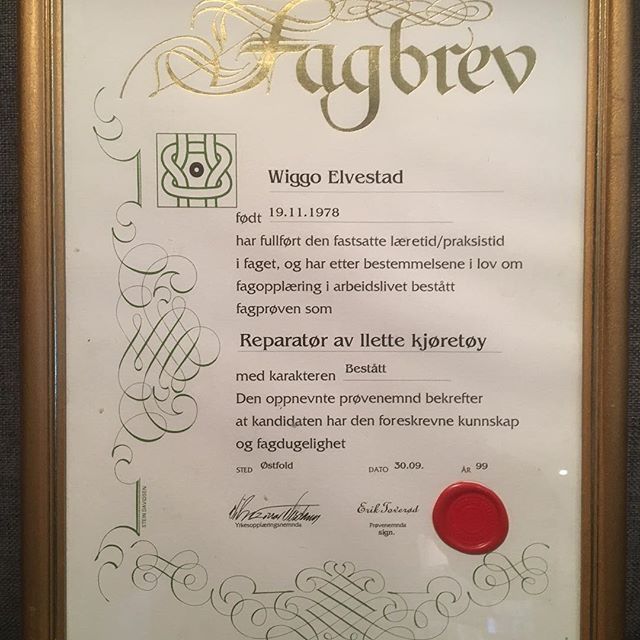 Fagbrev
Wiggo Elvestad
født 19.11.1978
har fullført den fastsatte læretid/praksistid
i faget, og har etter bestemmelsene i lov om
fagopplæring i arbeidslivet bestått
fagprøven som
Reparatør av llette kjøretøy
med karakteren Bestått
Den oppnevnte prøvenemnd bekrefter
at kandidaten har den foreskrevne kunnskap
og fagdugelighet
STED Østfold DATO 30.09. ÅR 99
Erik Toverød
Yrkesopplæringsnemnda Prøvenemnda
sign.
STEIN DAVIDSEN